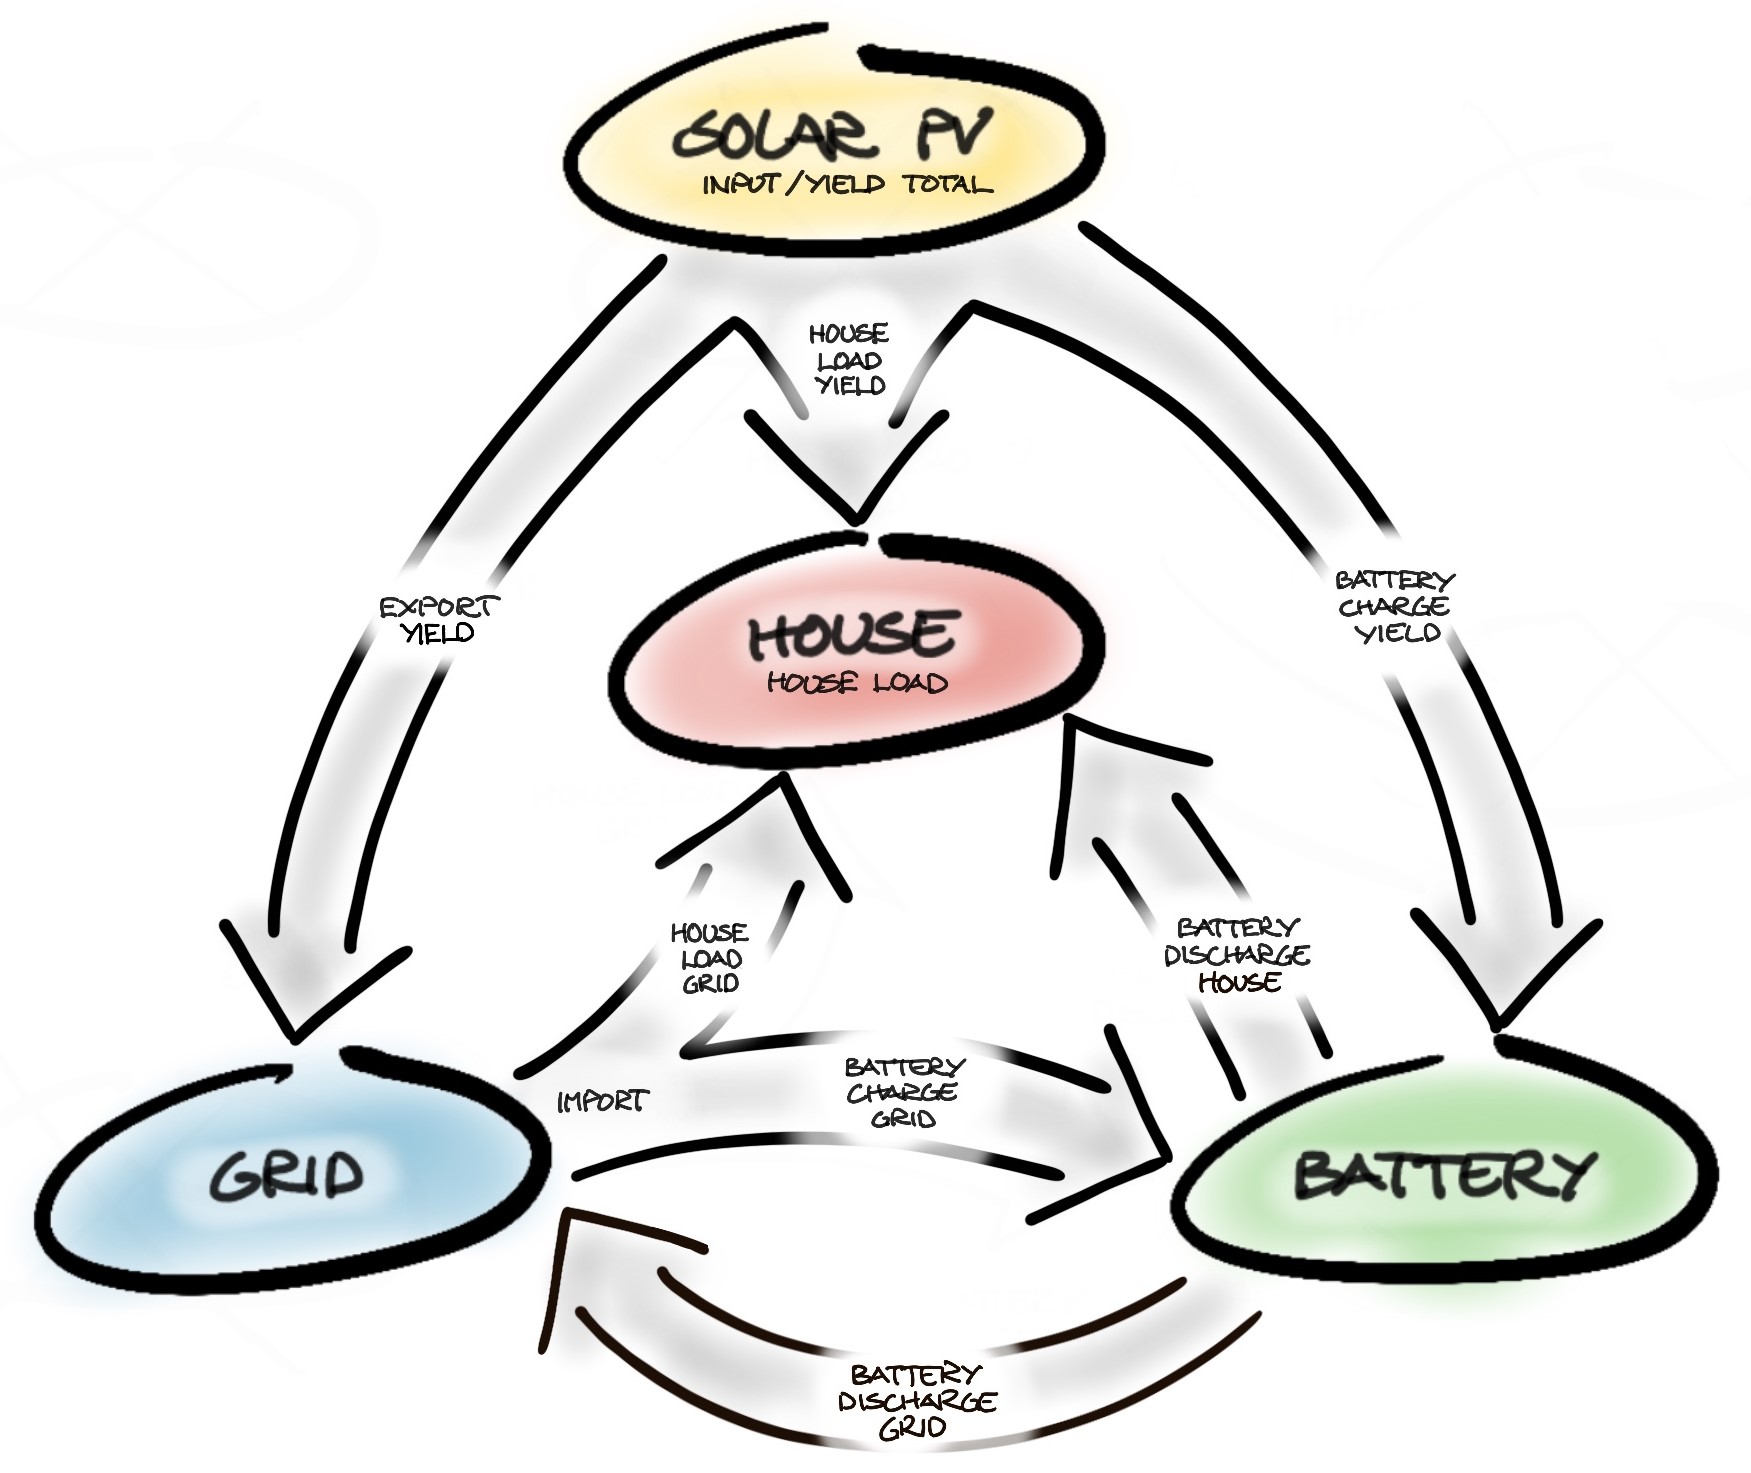 SOLAR PV
INPUT/YIELD TOTAL
HOUSE
LOAD
YIELD
EXPORT
YIELD
BATTERY
CHARGE
YIELD
HOUSE
HOUSE LOAD
HOUSE
LOAD
GRID
BATTERY
DISCHARGE
HOUSE
IMPORT
BATTERY
CHARGE
GRID
GRID
BATTERY
BATTERY
DISCHARGE
GRID